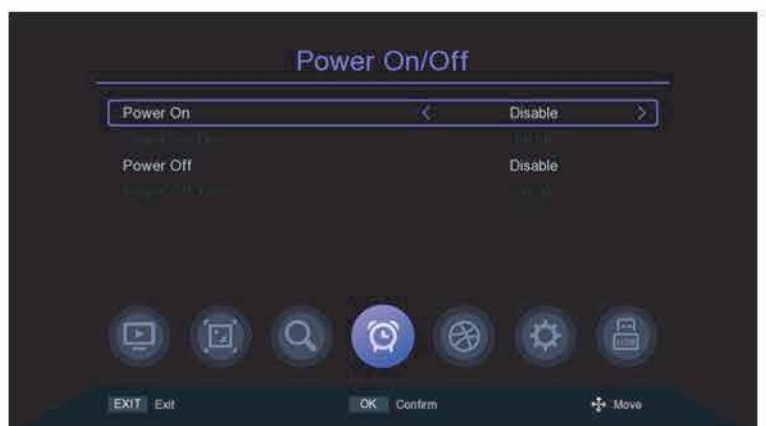 Power On/Off
Power On Disable
Power Off Disable
EXIT Exit OK Confirm Move